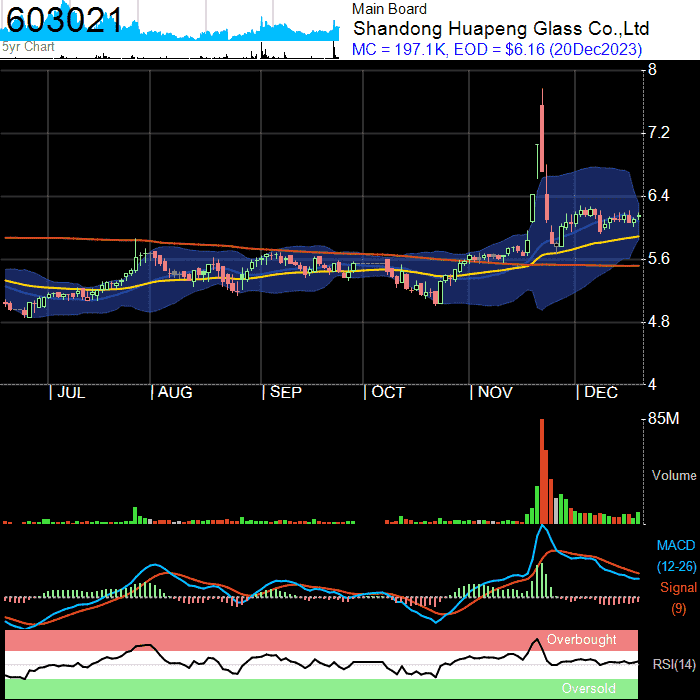 603021
5yr Chart
Main Board
Shandong Huapeng Glass Co.,Ltd
MC = 197.1K, EOD = $6.16 (20Dec2023)
8
7.2
6.4
5.6
4.8
4
JUL AUG SEP OCT NOV DEC
85M
Volume
MACD
(12-26)
Signal
(9)
Overbought
RSI(14)
Oversold